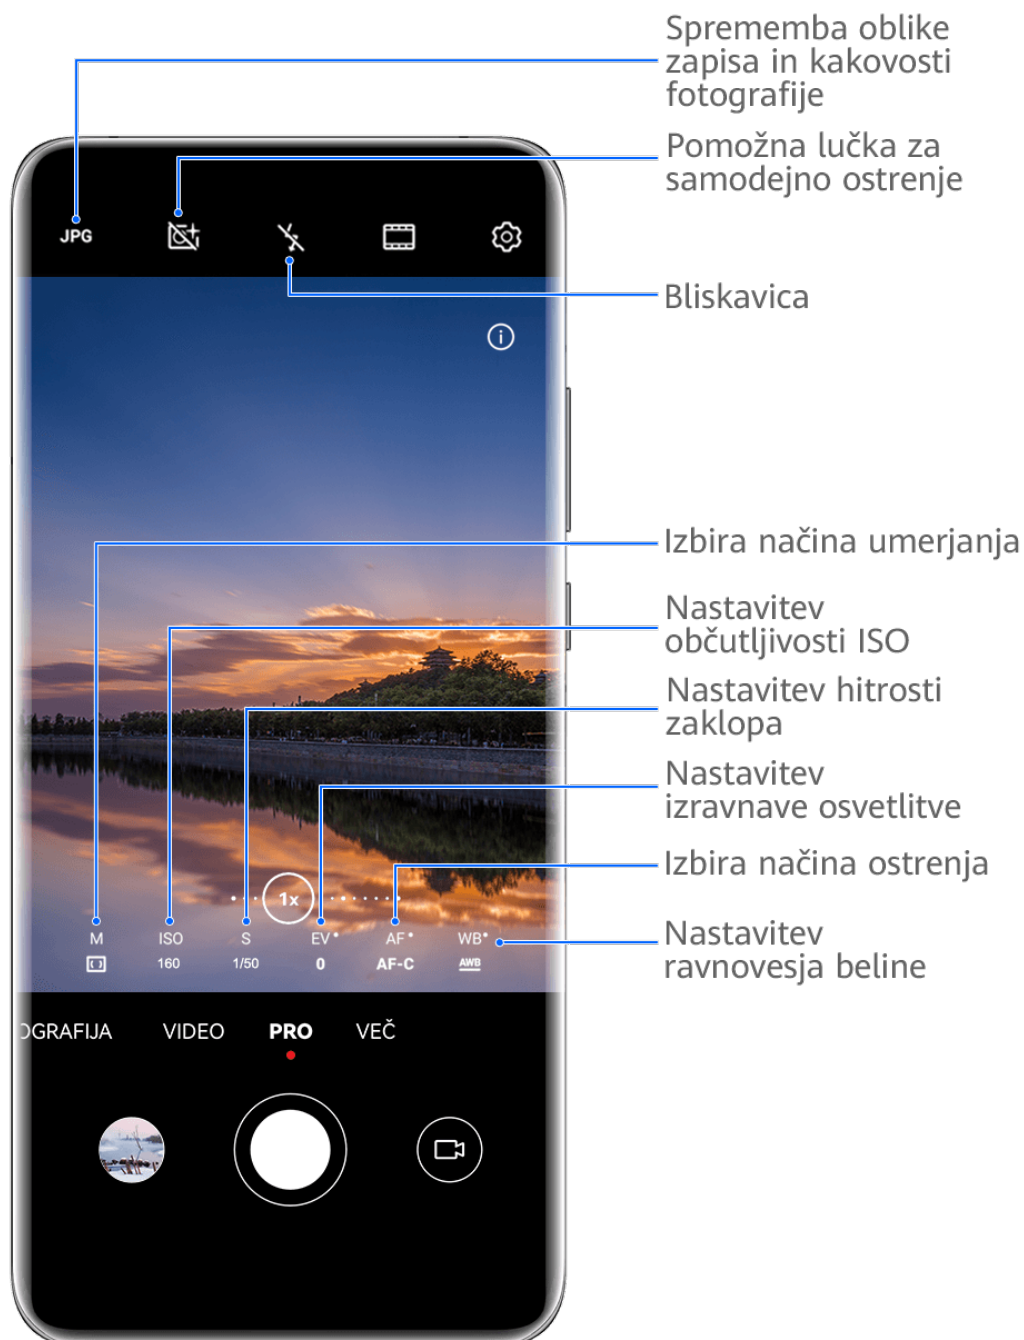 Sprememba oblike
zapisa in kakovosti
fotografije
Pomožna lučka za
samodejno ostrenje
JPG
Bliskavica
Izbira načina umerjanja
Nastavitev
občutljivosti ISO
Nastavitev hitrosti
zaklopa
Nastavitev
izravnave osvetlitve
Izbira načina ostrenja
1x
Nastavitev
ravnovesja beline
M ISO S EV AF WB
160 1/50 0 AF-C AWB
OGRAFIJA VIDEO PRO VEČ